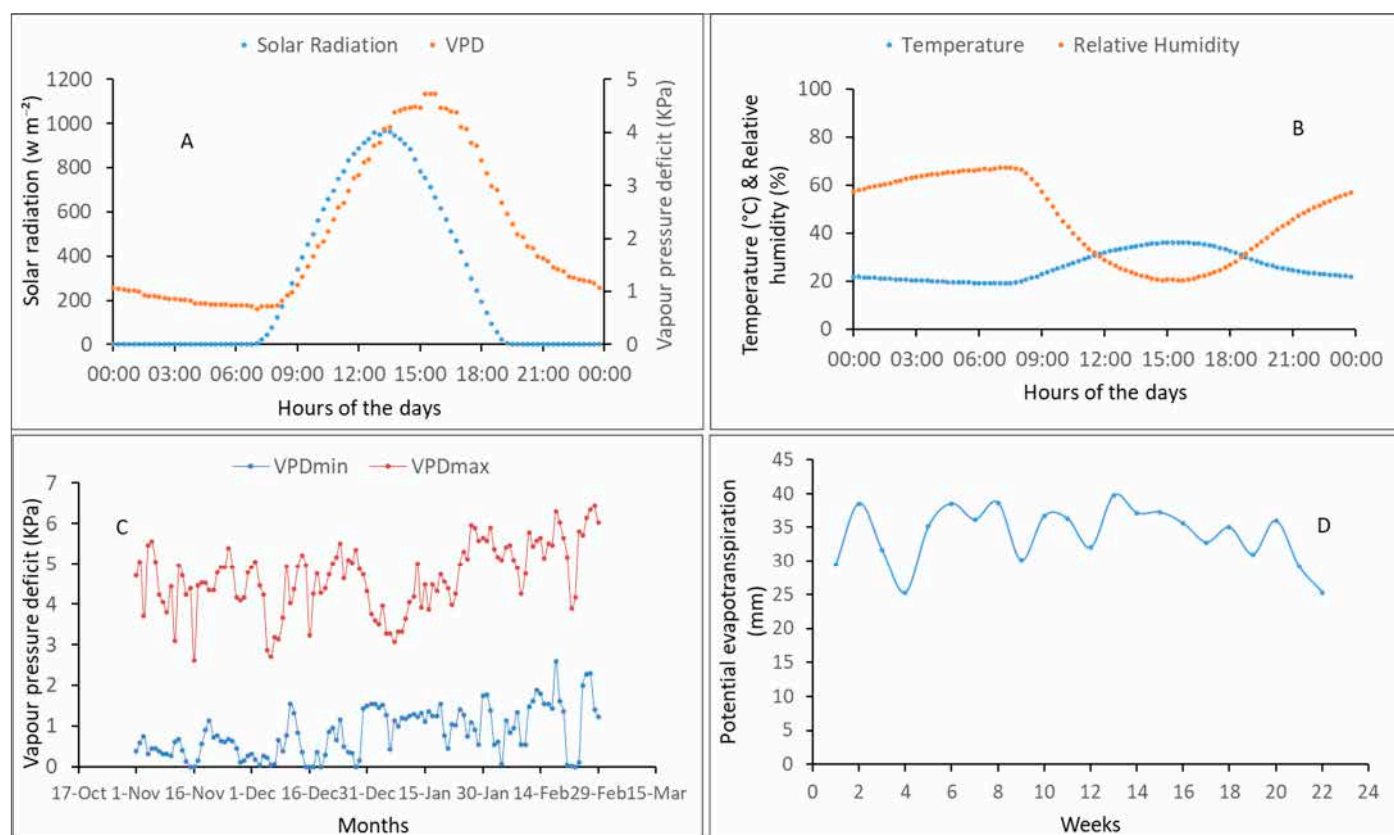 Solar Radiation VPD
1200
1000
800
600
400
200
0
5
4
3
2
1
0
Solar radiation (w m⁻²)
Vapour pressure deficit (KPa)
A
00:00 03:00 06:00 09:00 12:00 15:00 18:00 21:00 00:00
Hours of the days
Temperature Relative Humidity
100
80
60
40
20
0
Temperature (°C) & Relative
humidity (%)
B
00:00 03:00 06:00 09:00 12:00 15:00 18:00 21:00 00:00
Hours of the days
VPDmin VPDmax
7
6
5
4
3
2
1
0
Vapour pressure deficit (KPa)
C
17-Oct 1-Nov 16-Nov 1-Dec 16-Dec 31-Dec 15-Jan 30-Jan 14-Feb 29-Feb 15-Mar
Months
45
40
35
30
25
20
15
10
5
0
Potential evapotranspiration
(mm)
D
0 2 4 6 8 10 12 14 16 18 20 22 24
Weeks